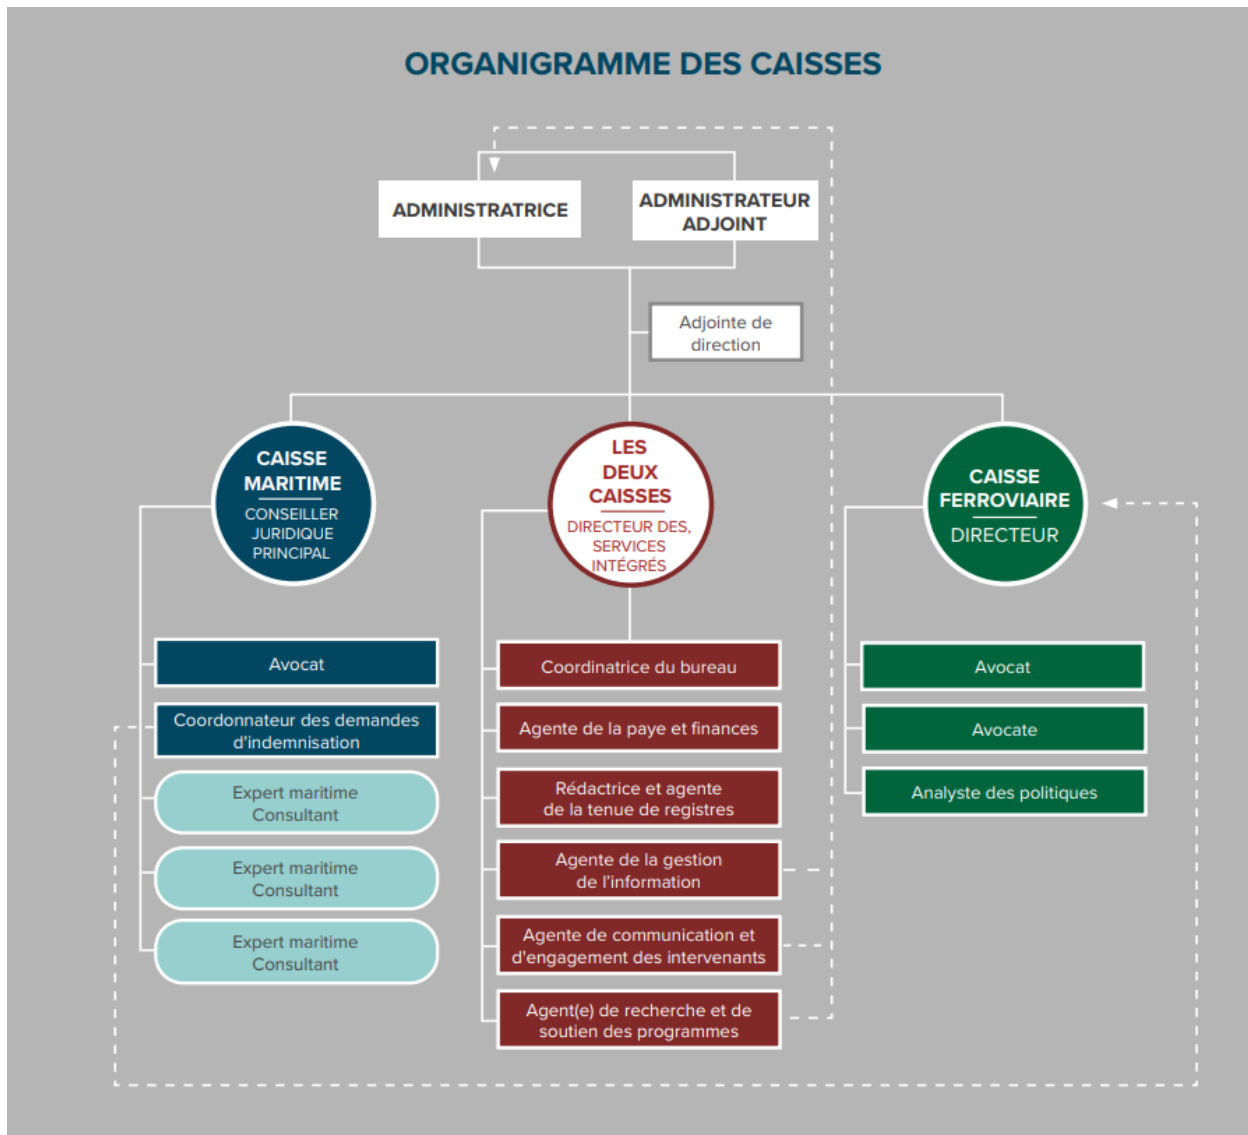 ORGANIGRAMME DES CAISSES
ADMINISTRATRICE
ADMINISTRATEUR
ADJOINT
Adjointe de
direction
CAISSE
MARITIME
CONSEILLER
JURIDIQUE
PRINCIPAL
LES
DEUX
CAISSES
DIRECTEUR DES,
SERVICES
INTÉGRÉS
CAISSE
FERROVIAIRE
DIRECTEUR
Avocat
Coordonnateur des demandes
d'indemnisation
Expert maritime
Consultant
Expert maritime
Consultant
Expert maritime
Consultant
Coordinatrice du bureau
Agente de la paye et finances
Rédactrice et agente
de la tenue de registres
Agente de la gestion
de l'information
Agente de communication et
d'engagement des intervenants
Agent(e) de recherche et de
soutien des programmes
Avocat
Avocate
Analyste des politiques